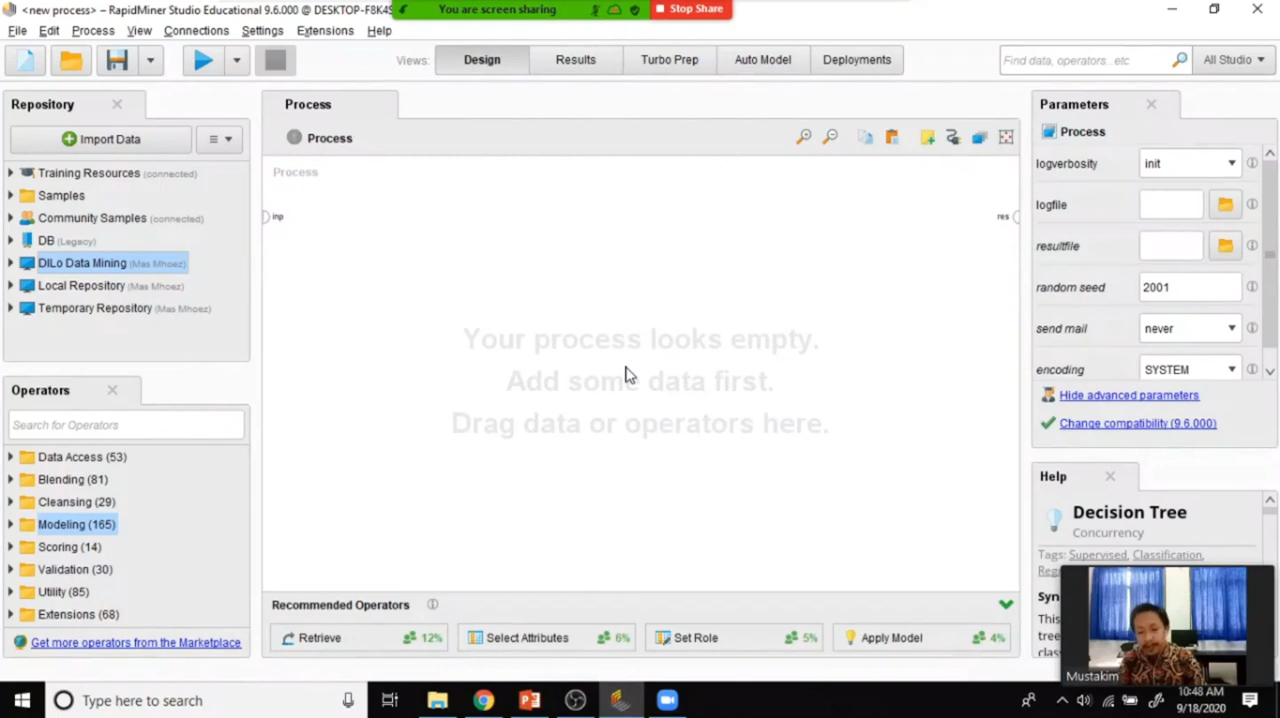 <new process> – RapidMiner Studio Educational 9.6.000 @ DESKTOP-F8K4S
You are screen sharing
Stop Share
File Edit Process View Connections Settings Extensions Help
Views: Design Results Turbo Prep Auto Model Deployments
Find data, operators...etc
All Studio
Repository
Import Data
Training Resources (connected)
Samples
Community Samples (connected)
DB (Legacy)
DILo Data Mining (Mas Mhoez)
Local Repository (Mas Mhoez)
Temporary Repository (Mas Mhoez)
Operators
Search for Operators
Data Access (53)
Blending (81)
Cleansing (29)
Modeling (165)
Scoring (14)
Validation (30)
Utility (85)
Extensions (68)
Get more operators from the Marketplace
Process
Process
Process
inp
res
Your process looks empty.
Add some data first.
Drag data or operators here.
Recommended Operators
Retrieve 12%
Select Attributes 6%
Set Role 5%
Apply Model 4%
Parameters
Process
logverbosity init
logfile
resultfile
random seed 2001
send mail never
encoding SYSTEM
Hide advanced parameters
Change compatibility (9.6.000)
Help
Decision Tree
Concurrency
Tags: Supervised, Classification,
Mustakim
Type here to search
10:48 AM
9/18/2020